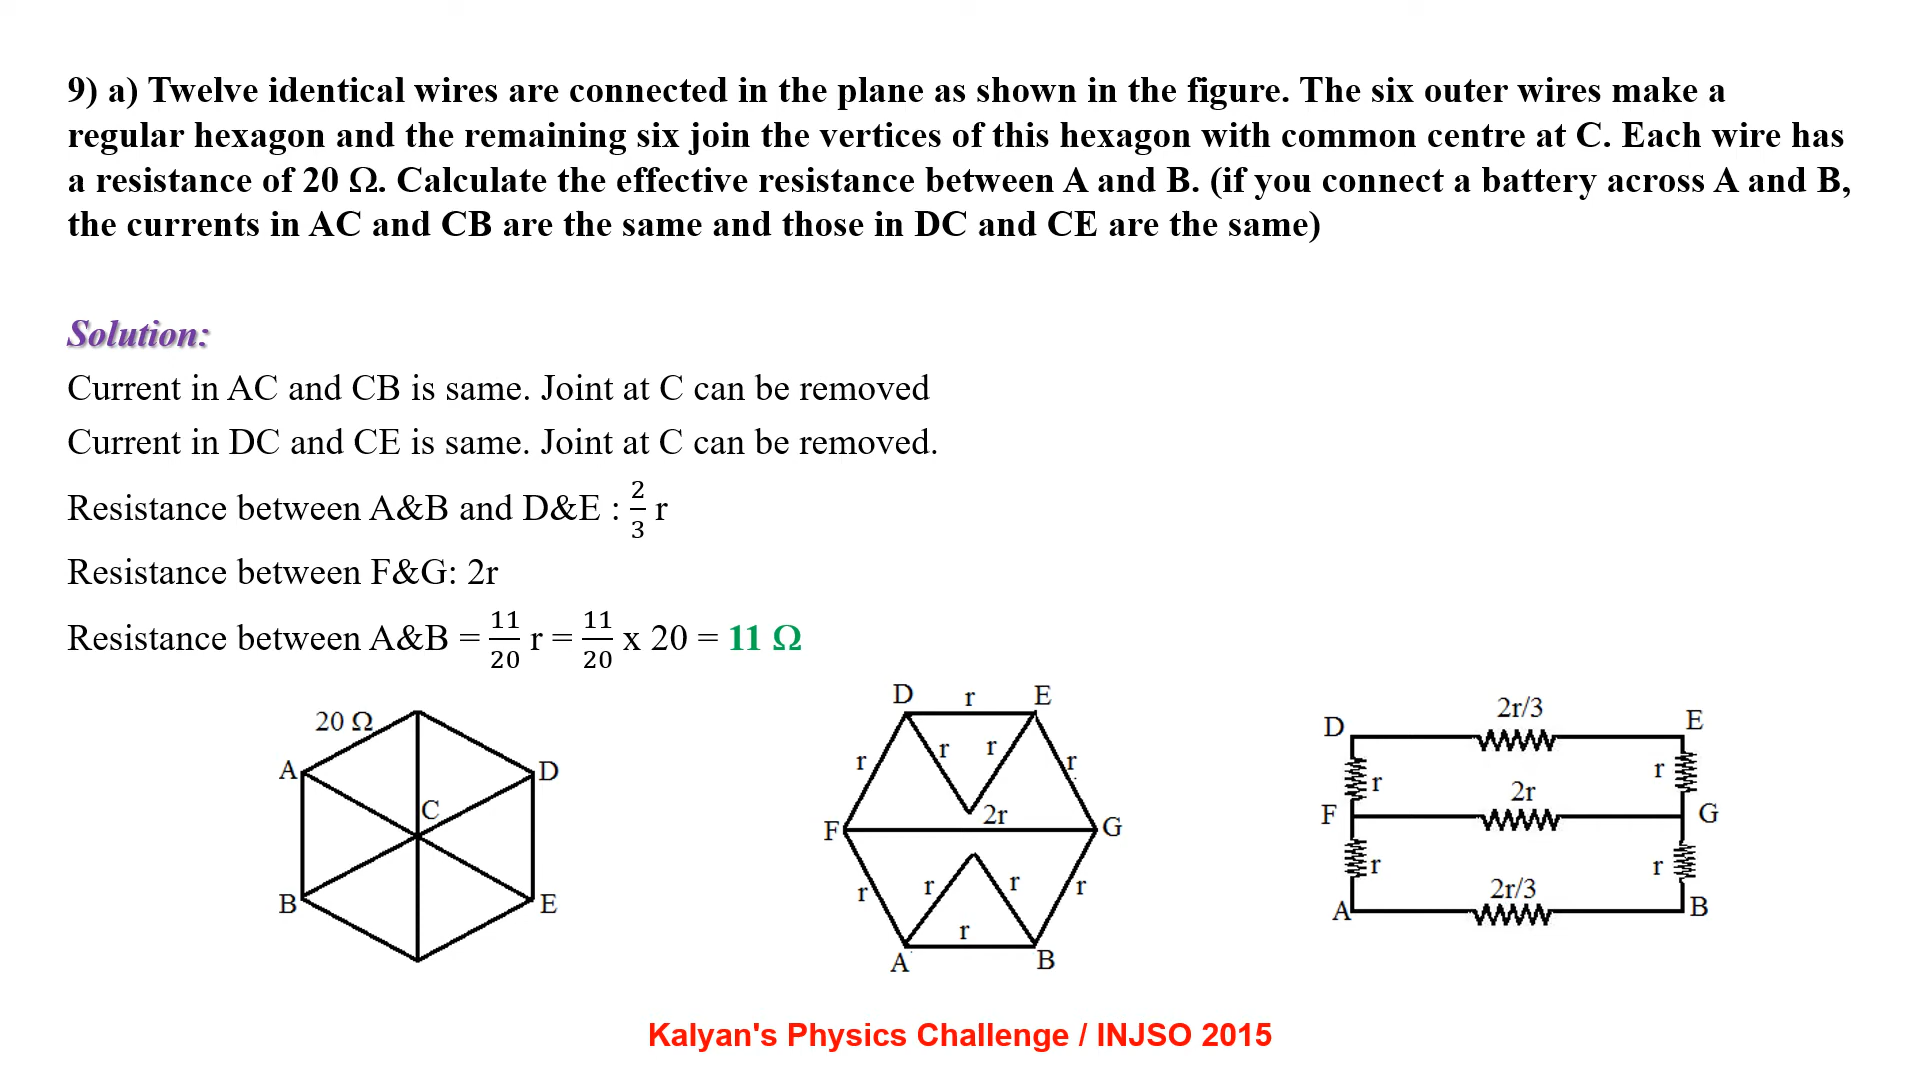 9) a) Twelve identical wires are connected in the plane as shown in the figure. The six outer wires make a
regular hexagon and the remaining six join the vertices of this hexagon with common centre at C. Each wire has
a resistance of 20 Ω. Calculate the effective resistance between A and B. (if you connect a battery across A and B,
the currents in AC and CB are the same and those in DC and CE are the same)
Solution:
Current in AC and CB is same. Joint at C can be removed
Current in DC and CE is same. Joint at C can be removed.
Resistance between A&B and D&E : 2/3 r
Resistance between F&G: 2r
Resistance between A&B = 11/20 r = 11/20 x 20 = 11 Ω
20 Ω
A
D
C
B
E
D r E
r r r r
F 2r G
r r r r
r
A B
D 2r/3 E
r r
F 2r G
r r
A 2r/3 B
Kalyan's Physics Challenge / INJSO 2015